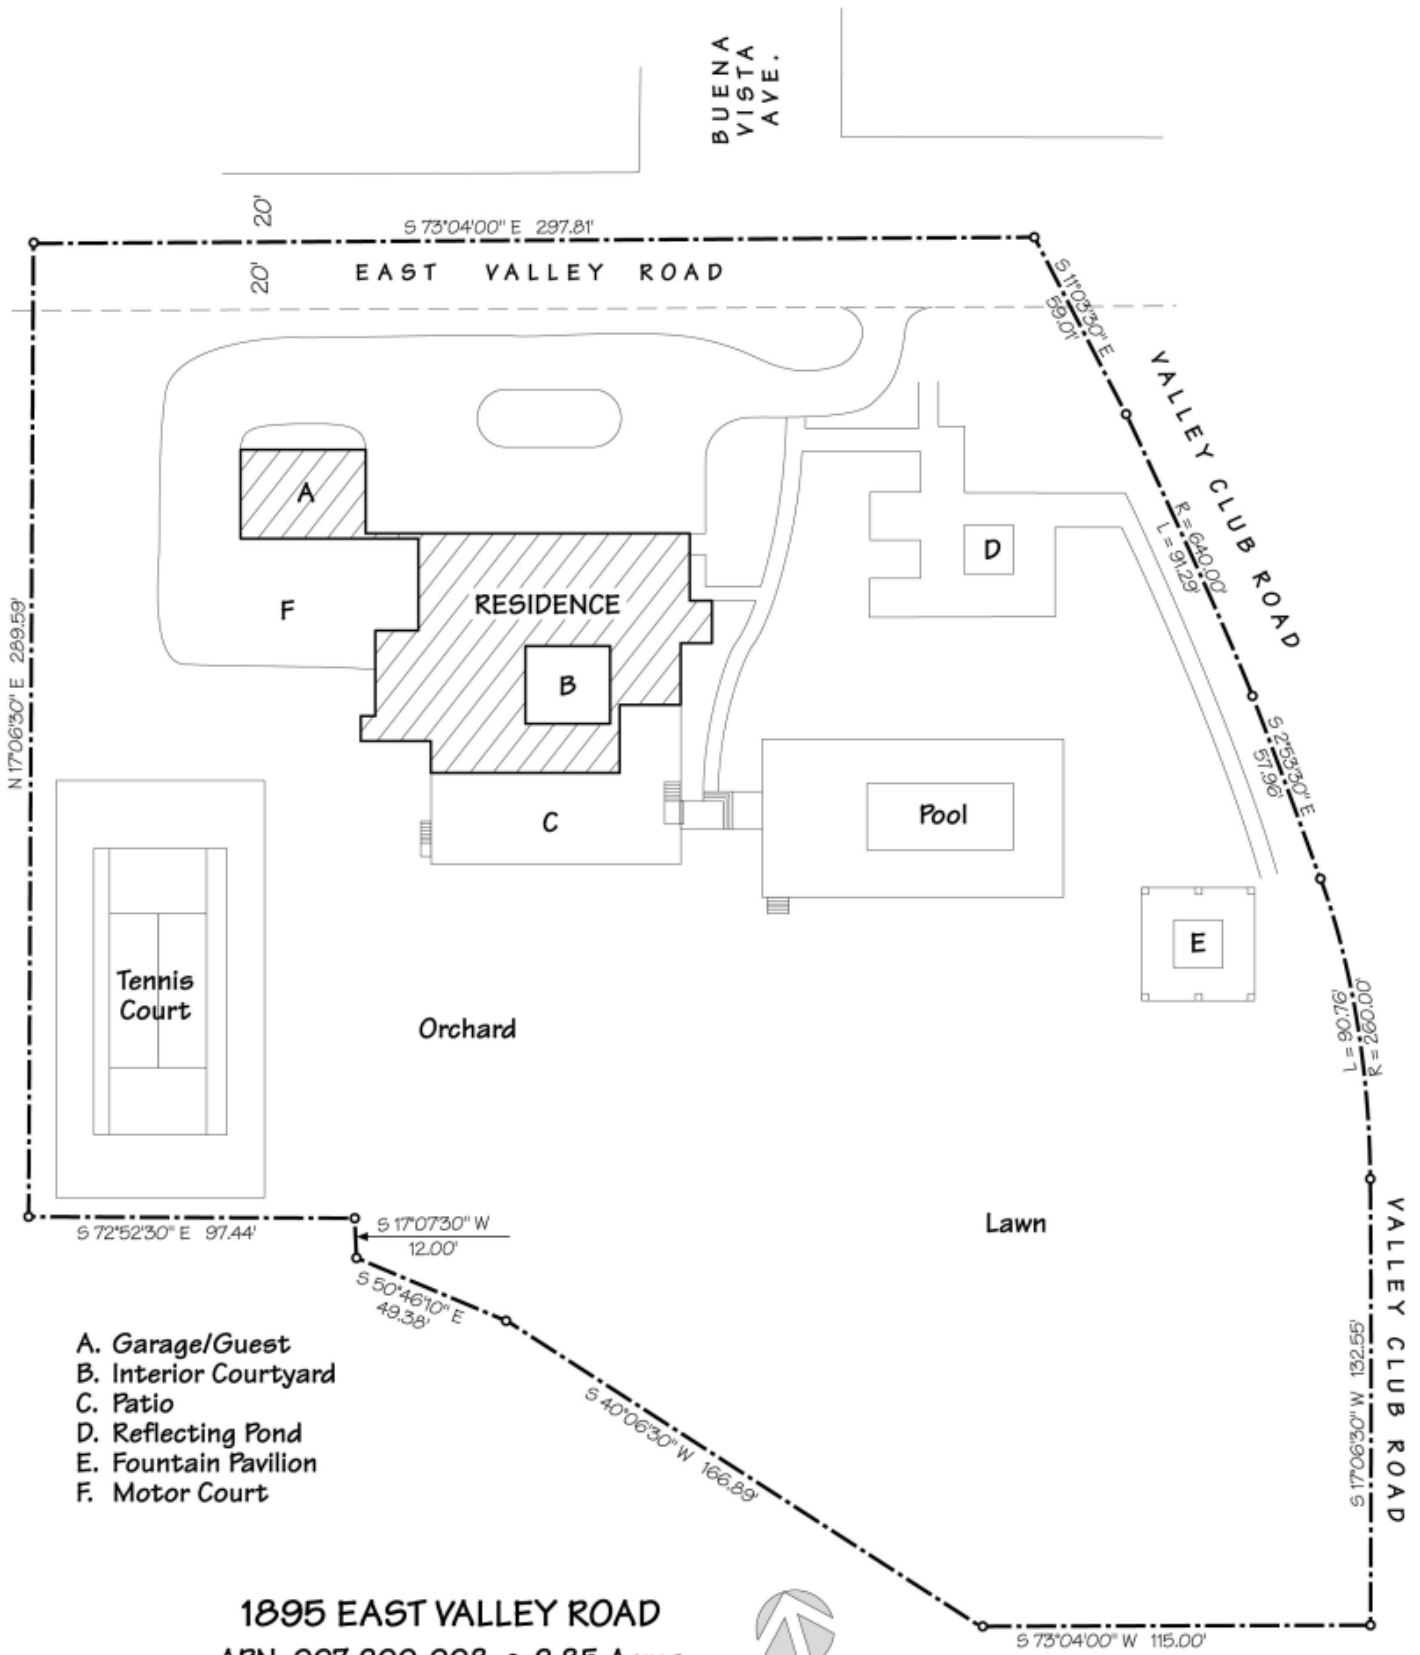 BUENA
VISTA
AVE.
20'
S 73°04'00" E 297.81'
20'
EAST VALLEY ROAD
S 11°03'30" E
59.01'
VALLEY CLUB ROAD
R = 640.00'
L = 91.29'
A
D
RESIDENCE
F
N 17°06'30" E 289.59'
B
S 2°53'30" E
57.96'
C
Pool
E
Tennis
Court
Orchard
R = 260.00'
L = 90.76'
Lawn
S 72°52'30" E 97.44'
S 17°07'30" W
12.00'
S 50°46'10" E
49.38'
VALLEY CLUB ROAD
S 17°06'30" W 132.55'
A. Garage/Guest
B. Interior Courtyard
C. Patio
D. Reflecting Pond
E. Fountain Pavilion
F. Motor Court
S 40°06'30" W 166.89'
1895 EAST VALLEY ROAD
S 73°04'00" W 115.00'